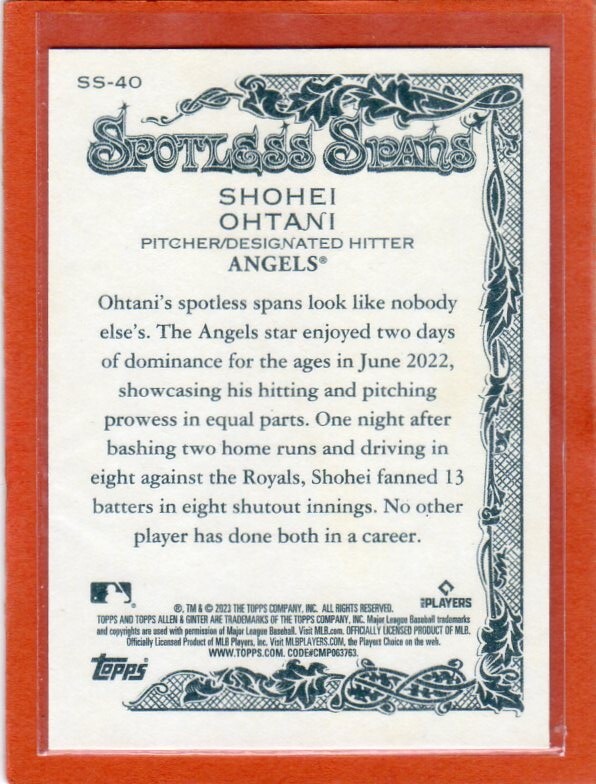 SS-40
SPOTLESS SPANS
SHOHEI
OHTANI
PITCHER/DESIGNATED HITTER
ANGELS®
Ohtani's spotless spans look like nobody
else's. The Angels star enjoyed two days
of dominance for the ages in June 2022,
showcasing his hitting and pitching
prowess in equal parts. One night after
bashing two home runs and driving in
eight against the Royals, Shohei fanned 13
batters in eight shutout innings. No other
player has done both in a career.
MLB PLAYERS
®, TM & © 2023 THE TOPPS COMPANY, INC. ALL RIGHTS RESERVED.
TOPPS AND TOPPS ALLEN & GINTER ARE TRADEMARKS OF THE TOPPS COMPANY, INC. Major League Baseball trademarks
and copyrights are used with permission of Major League Baseball. Visit MLB.com. OFFICIALLY LICENSED PRODUCT OF MLB.
Officially Licensed Product of MLB Players, Inc. Visit MLBPLAYERS.com, the Players Choice on the web.
WWW.TOPPS.COM. CODE#CMP063763.
topps